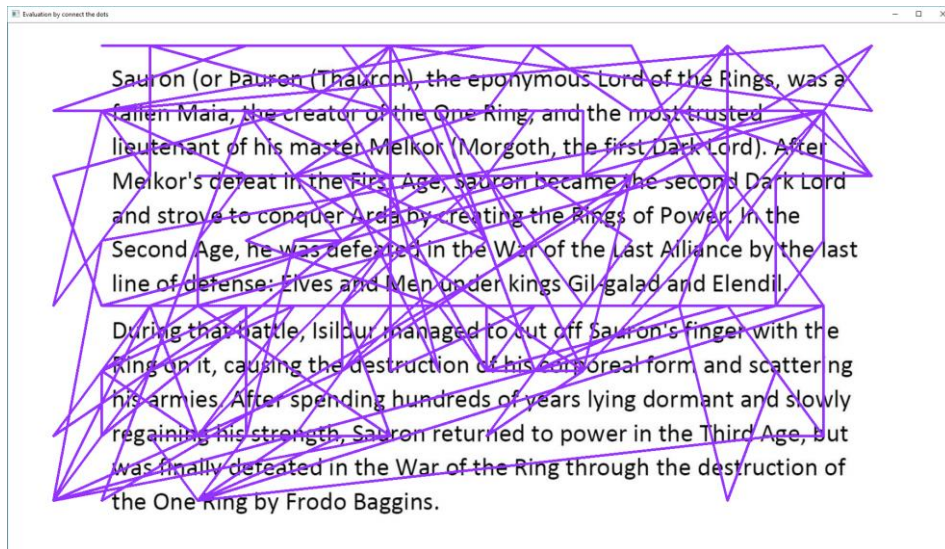 Evaluation by connect the dots
Sauron (or Þauron (Thauron), the eponymous Lord of the Rings, was a
fallen Maia, the creator of the One Ring, and the most trusted
lieutenant of his master Melkor (Morgoth, the first Dark Lord). After
Melkor's defeat in the First Age, Sauron became the second Dark Lord
and strove to conquer Arda by creating the Rings of Power. In the
Second Age, he was defeated in the War of the Last Alliance by the last
line of defense: Elves and Men under kings Gil-galad and Elendil.
During that battle, Isildur managed to cut off Sauron's finger with the
Ring on it, causing the destruction of his corporeal form and scattering
his armies. After spending hundreds of years lying dormant and slowly
regaining his strength, Sauron returned to power in the Third Age, but
was finally defeated in the War of the Ring through the destruction of
the One Ring by Frodo Baggins.